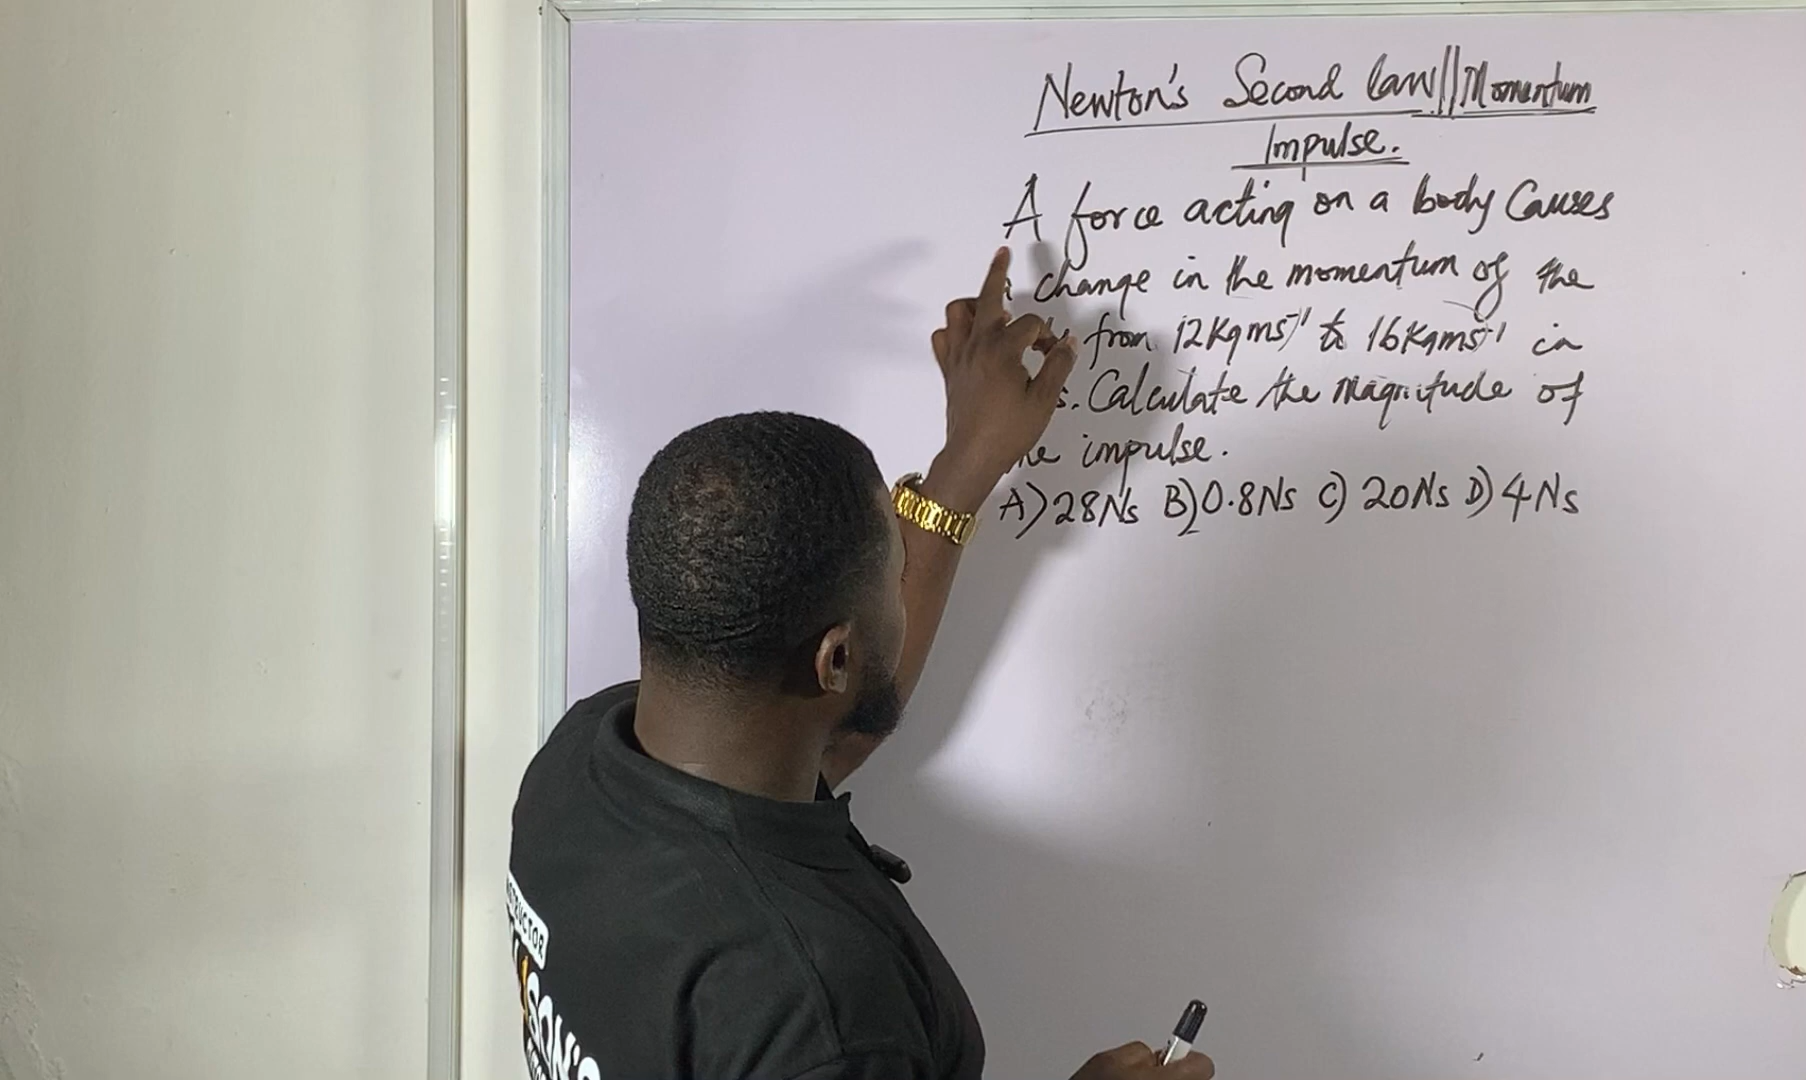 Newton's Second law||Momentum
Impulse.
A force acting on a body Causes
change in the momentum of the
from 12Kgms⁻¹ to 16Kgms⁻¹ in
s. Calculate the magnitude of
impulse.
A) 28Ns B) 0.8Ns C) 20Ns D) 4Ns